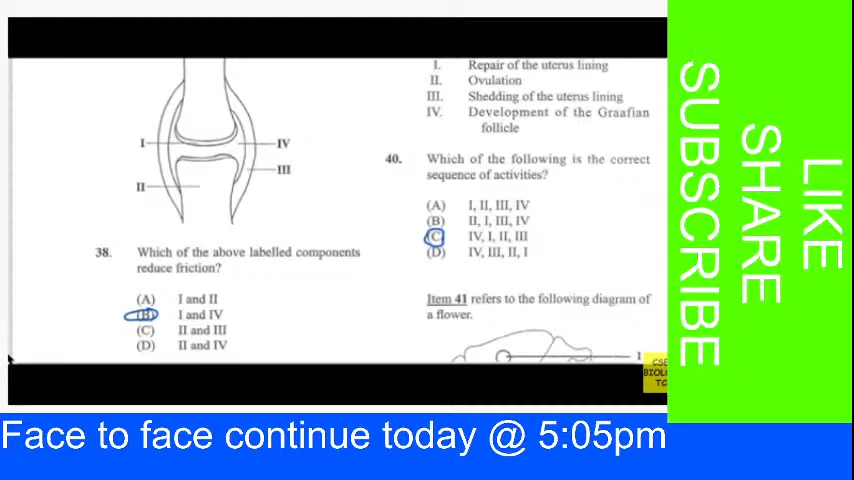 I
II
IV
III
38. Which of the above labelled components
reduce friction?
(A) I and II
(B) I and IV
(C) II and III
(D) II and IV
I. Repair of the uterus lining
II. Ovulation
III. Shedding of the uterus lining
IV. Development of the Graafian
follicle
40. Which of the following is the correct
sequence of activities?
(A) I, II, III, IV
(B) II, I, III, IV
(C) IV, I, II, III
(D) IV, III, II, I
Item 41 refers to the following diagram of
a flower.
I
LIKE
SHARE
SUBSCRIBE
Face to face continue today @ 5:05pm